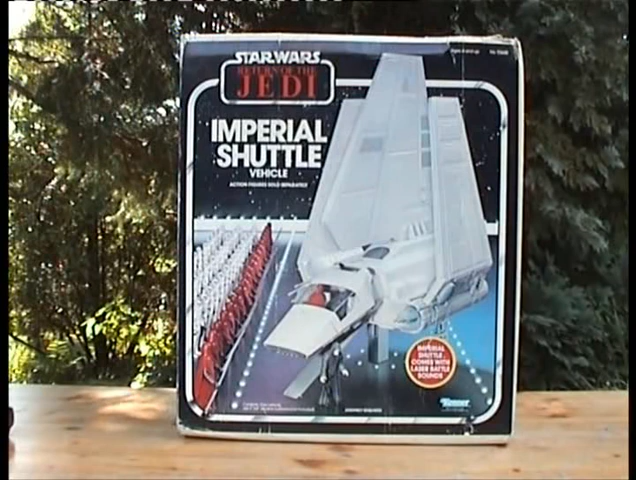 STAR WARS
RETURN OF THE
JEDI
IMPERIAL
SHUTTLE
VEHICLE
ACTION FIGURES SOLD SEPARATELY
IMPERIAL
SHUTTLE
COMES WITH
LASER BATTLE
SOUNDS
Kenner